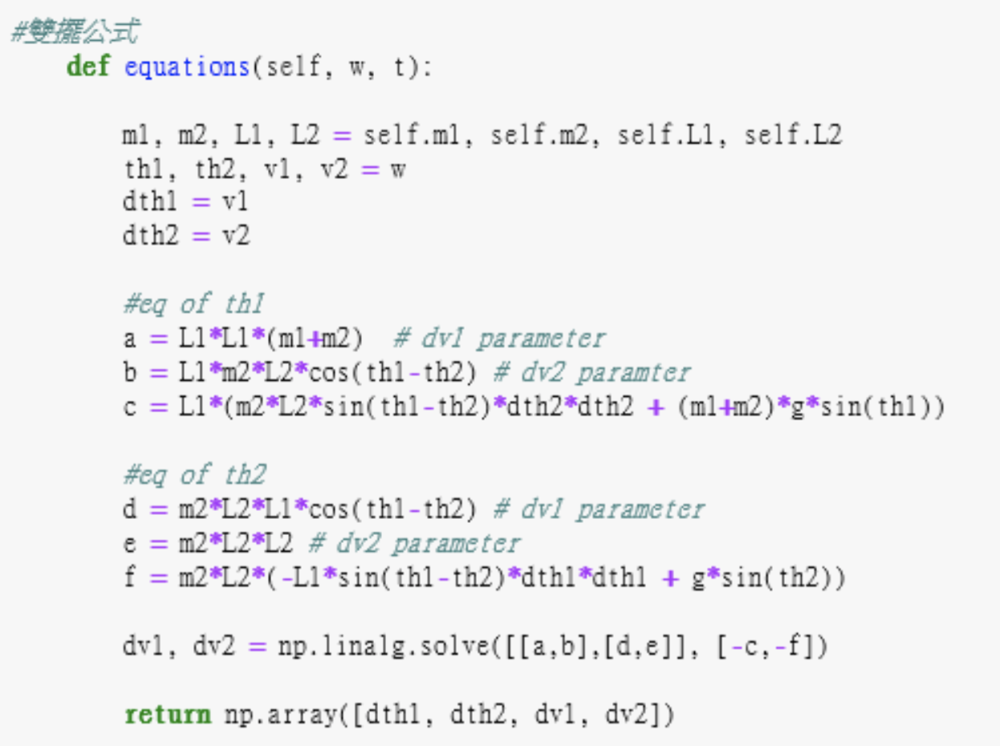 #雙擺公式
def equations(self, w, t):
m1, m2, L1, L2 = self.m1, self.m2, self.L1, self.L2
th1, th2, v1, v2 = w
dth1 = v1
dth2 = v2
#eq of th1
a = L1*L1*(m1+m2)  # dv1 parameter
b = L1*m2*L2*cos(th1-th2) # dv2 paramter
c = L1*(m2*L2*sin(th1-th2)*dth2*dth2 + (m1+m2)*g*sin(th1))
#eq of th2
d = m2*L2*L1*cos(th1-th2) # dv1 parameter
e = m2*L2*L2 # dv2 parameter
f = m2*L2*(-L1*sin(th1-th2)*dth1*dth1 + g*sin(th2))
dv1, dv2 = np.linalg.solve([[a,b],[d,e]], [-c,-f])
return np.array([dth1, dth2, dv1, dv2])